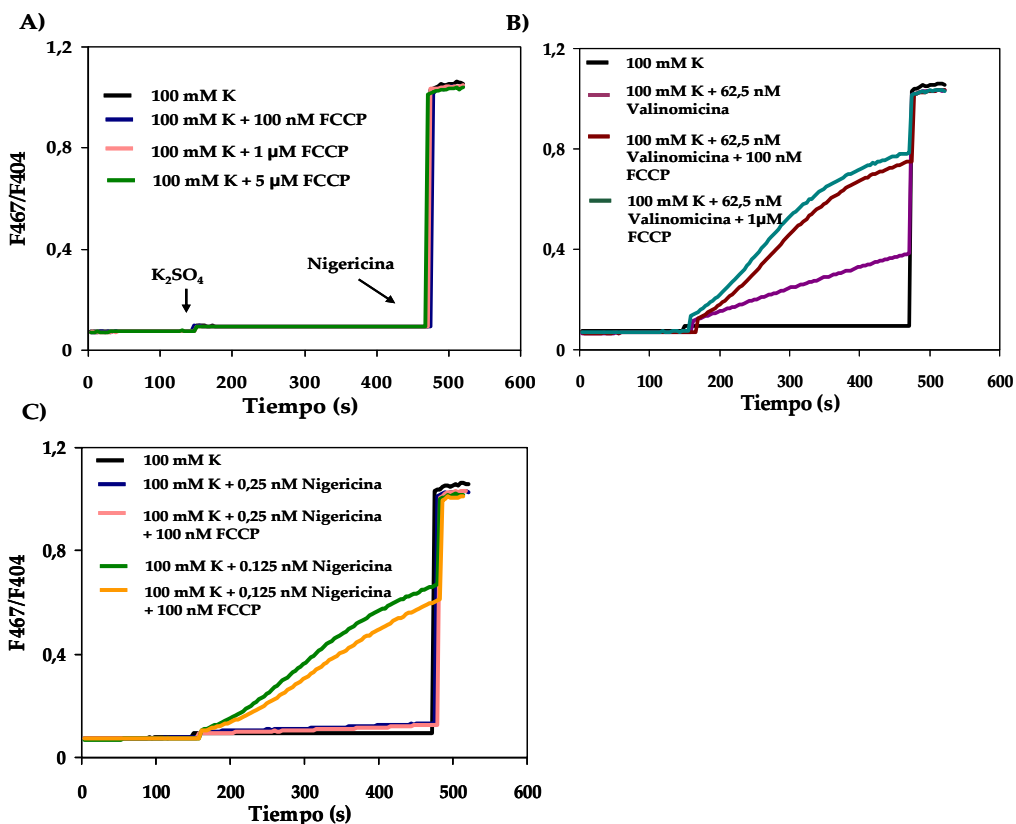 A)
1,2
0,8
0,4
0
F467/F404
100 mM K
100 mM K + 100 nM FCCP
100 mM K + 1 µM FCCP
100 mM K + 5 µM FCCP
K₂SO₄
Nigericina
0 100 200 300 400 500 600
Tiempo (s)
B)
1,2
0,8
0,4
0
100 mM K
100 mM K + 62,5 nM
Valinomicina
100 mM K + 62,5 nM
Valinomicina + 100 nM
FCCP
100 mM K + 62,5 nM
Valinomicina + 1µM
FCCP
0 100 200 300 400 500 600
Tiempo (s)
C)
1,2
0,8
0,4
0
F467/F404
100 mM K
100 mM K + 0,25 nM Nigericina
100 mM K + 0,25 nM Nigericina
+ 100 nM FCCP
100 mM K + 0.125 nM Nigericina
100 mM K + 0,125 nM Nigericina
+ 100 nM FCCP
0 100 200 300 400 500 600
Tiempo (s)